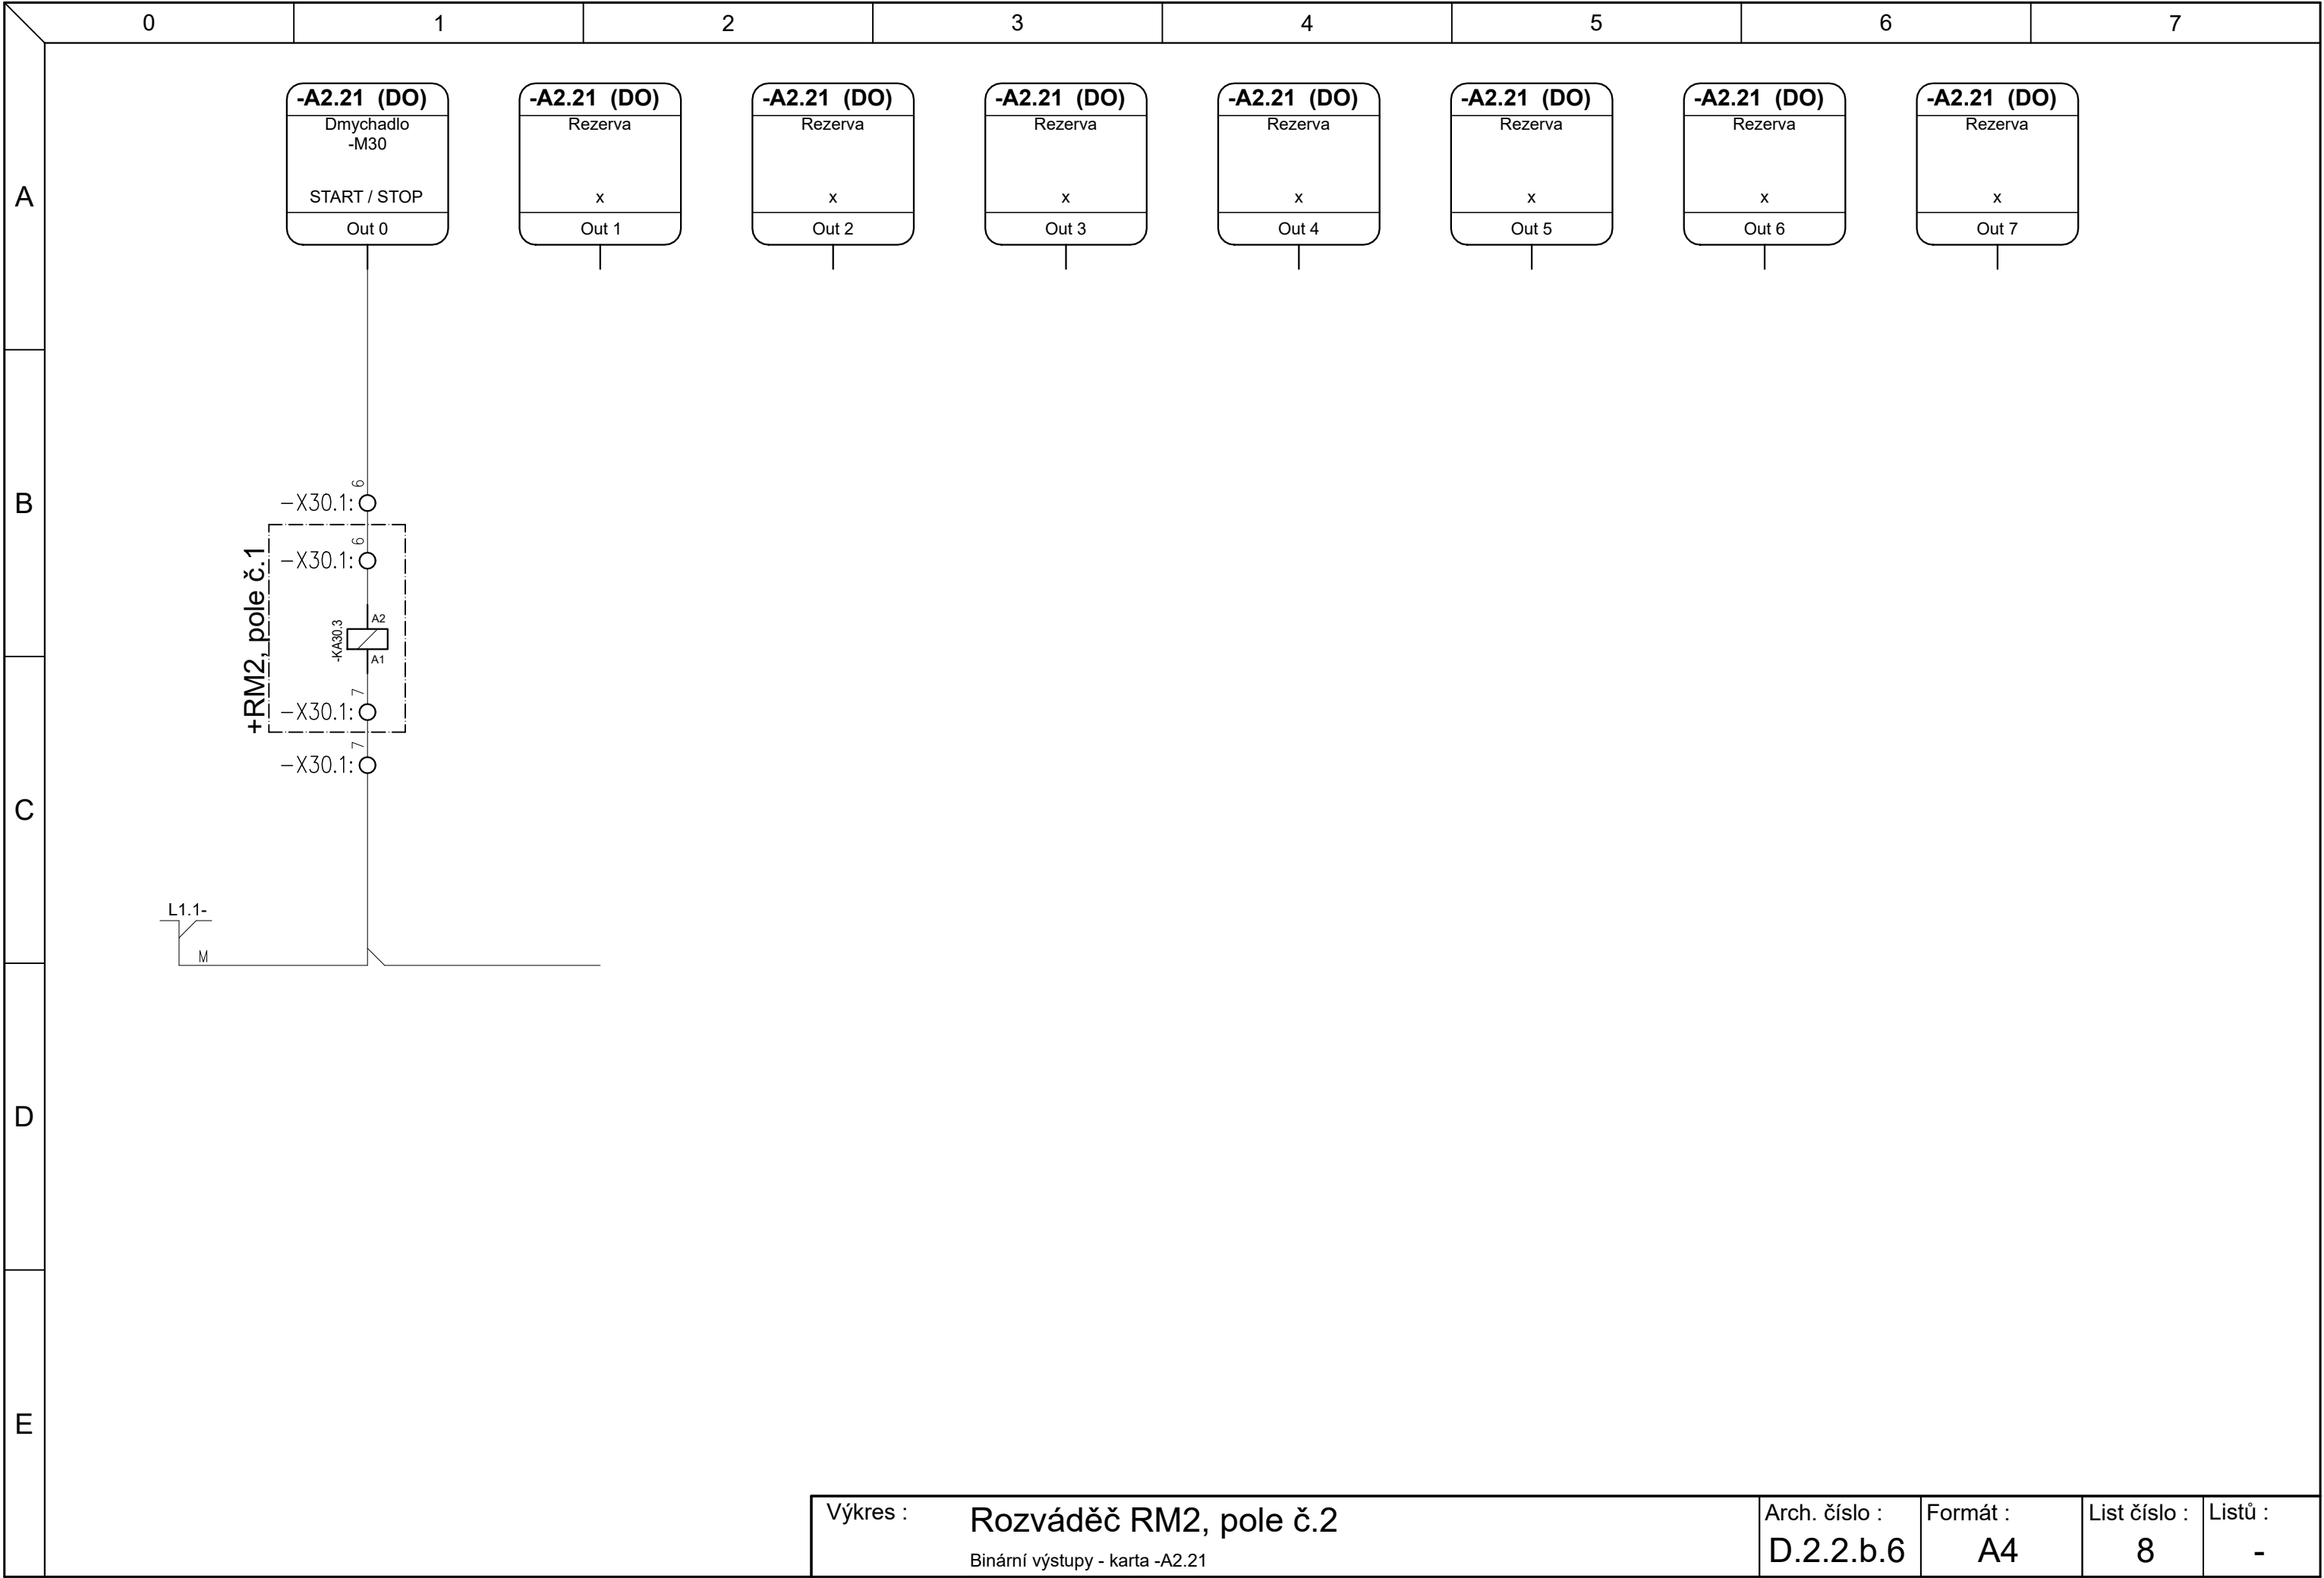 0 1 2 3 4 5 6 7
-A2.21 (DO) -A2.21 (DO) -A2.21 (DO) -A2.21 (DO) -A2.21 (DO) -A2.21 (DO) -A2.21 (DO) -A2.21 (DO)
Dmychadlo Rezerva Rezerva Rezerva Rezerva Rezerva Rezerva Rezerva
-M30
A
START / STOP x x x x x x x
Out 0 Out 1 Out 2 Out 3 Out 4 Out 5 Out 6 Out 7
6
B
-X30.1:
6
-X30.1:
+RM2, pole č.1
A2
-KA30.3
A1
7
-X30.1:
7
-X30.1:
C
L1.1-
M
D
E
Výkres :
Rozváděč RM2, pole č.2
Binární výstupy - karta -A2.21
Arch. číslo :
D.2.2.b.6
Formát :
A4
List číslo :
8
Listů :
-